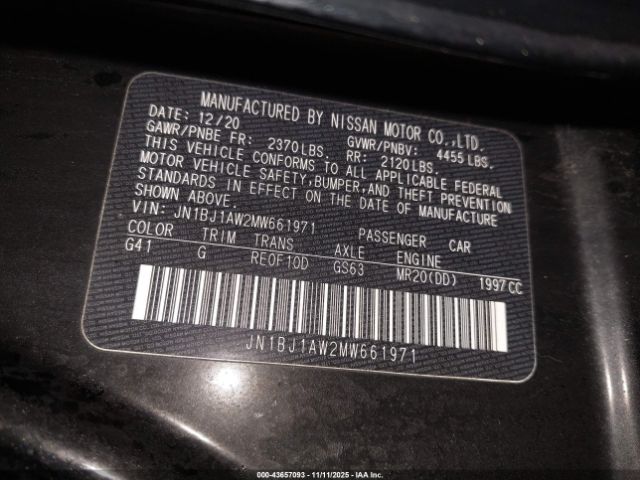 MANUFACTURED BY NISSAN MOTOR CO.,LTD.
DATE: 12/20
GAWR/PNBE FR: 2370LBS. GVWR/PNBV: 4455 LBS.
RR: 2120LBS.
THIS VEHICLE CONFORMS TO ALL APPLICABLE FEDERAL
MOTOR VEHICLE SAFETY,BUMPER,AND THEFT PREVENTION
STANDARDS IN EFFECT ON THE DATE OF MANUFACTURE
SHOWN ABOVE.
VIN: JN1BJ1AW2MW661971 PASSENGER CAR
COLOR TRIM TRANS AXLE ENGINE
G41 G RE0F10D GS63 MR20(DD) 1997CC
JN1BJ1AW2MW661971
000-43657093 - 11/11/2025 - IAA Inc.